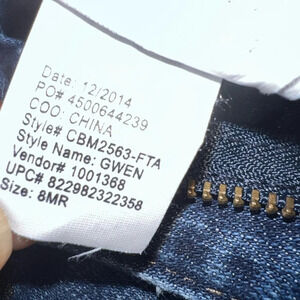 Date: 12/2014
PO# 4500644239
COO: CHINA
Style# CBM2563-FTA
Style Name: GWEN
Vendor# 1001368
UPC# 822982322358
Size: 8MR